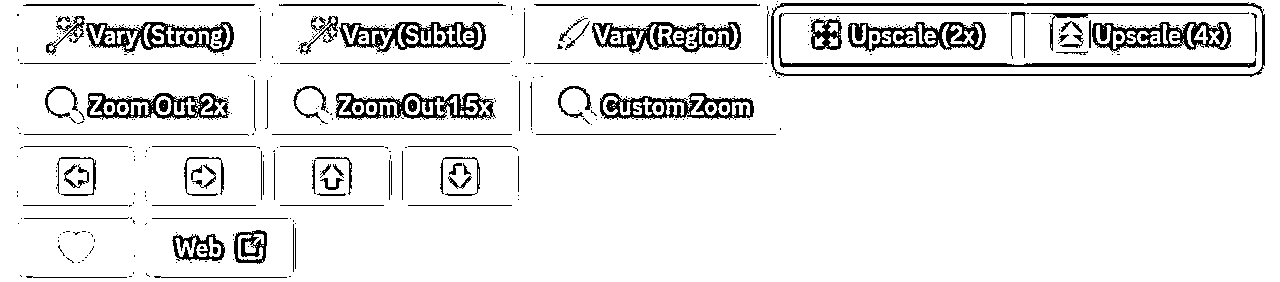 Vary (Strong) Vary (Subtle) Vary (Region) Upscale (2x) Upscale (4x)
Zoom Out 2x Zoom Out 1.5x Custom Zoom
Web